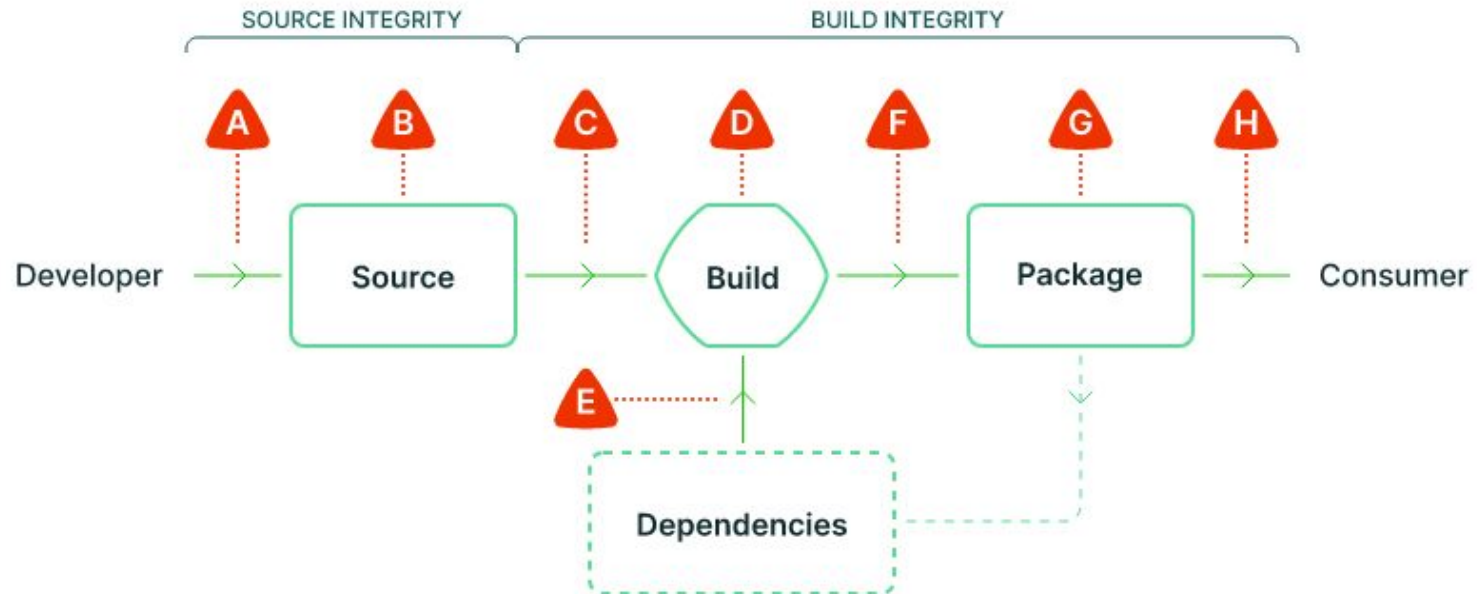 SOURCE INTEGRITY
BUILD INTEGRITY
A
B
C
D
F
G
H
Developer
Source
Build
Package
Consumer
E
Dependencies